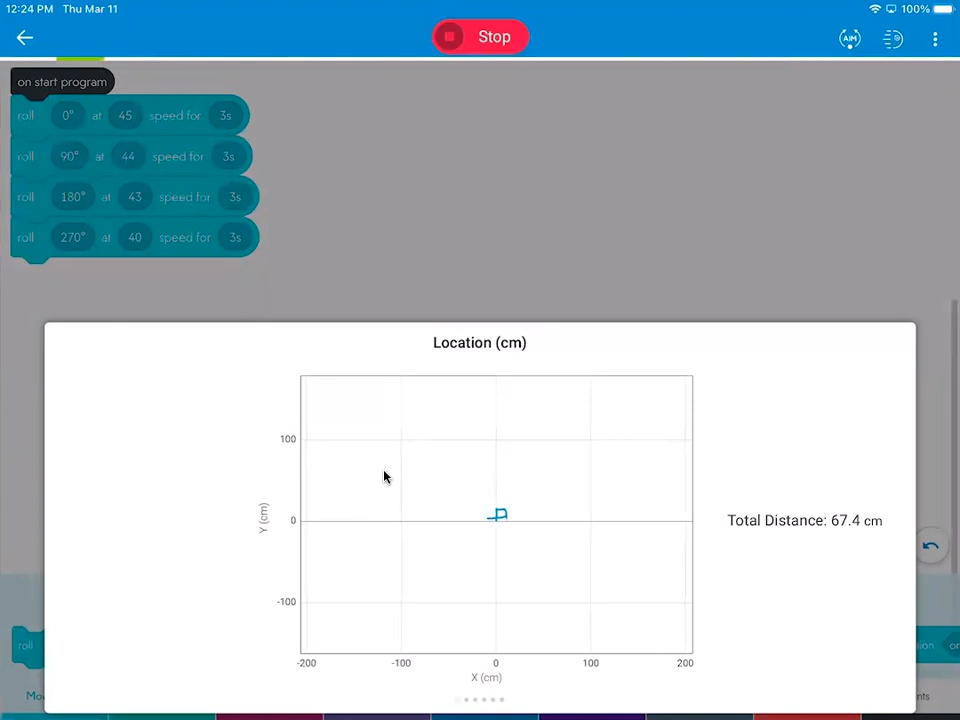 12:24 PM Thu Mar 11 100%
Stop
AIM
on start program
roll 0° at 45 speed for 3s
roll 90° at 44 speed for 3s
roll 180° at 43 speed for 3s
roll 270° at 40 speed for 3s
Location (cm)
100
0
-100
Y (cm)
-200 -100 0 100 200
X (cm)
Total Distance: 67.4 cm
roll